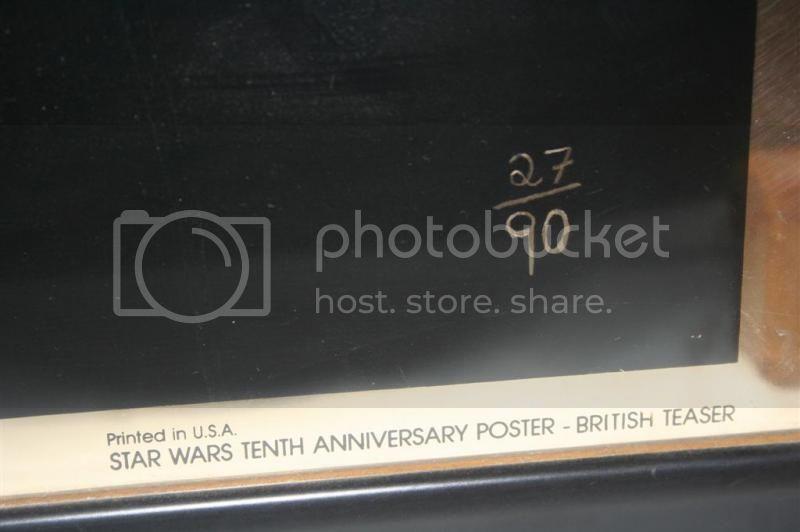 27
90
photobucket
host. store. share.
Printed in U.S.A.
STAR WARS TENTH ANNIVERSARY POSTER - BRITISH TEASER